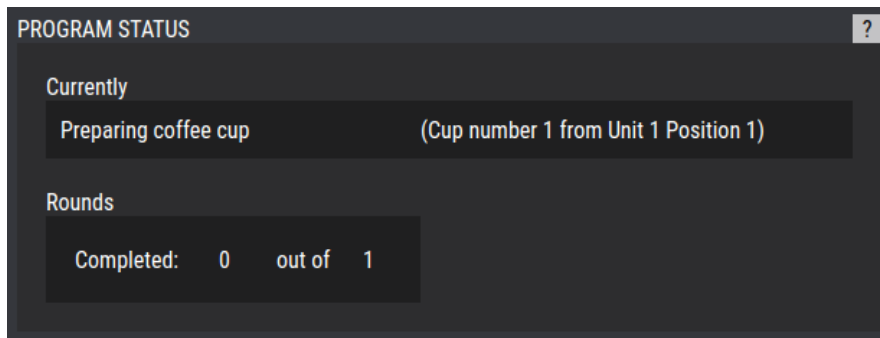 PROGRAM STATUS ?
Currently
Preparing coffee cup (Cup number 1 from Unit 1 Position 1)
Rounds
Completed: 0 out of 1